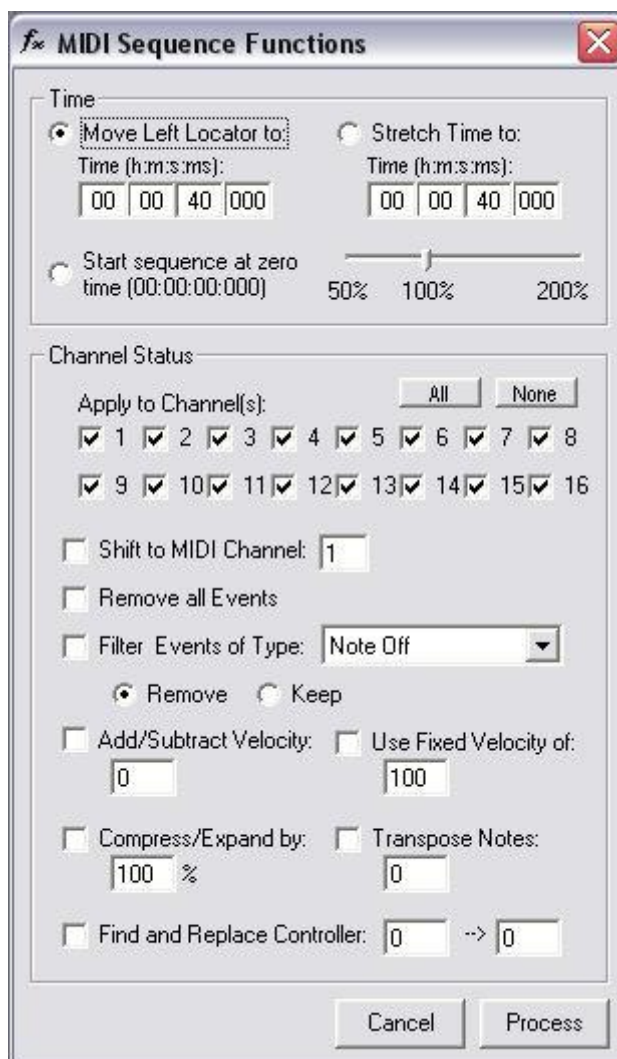 fx MIDI Sequence Functions
Time
Move Left Locator to: Stretch Time to:
Time (h:m:s:ms): Time (h:m:s:ms):
00 00 40 000 00 00 40 000
Start sequence at zero
time (00:00:00:000)
50% 100% 200%
Channel Status
All None
Apply to Channel(s):
1 2 3 4 5 6 7 8
9 10 11 12 13 14 15 16
Shift to MIDI Channel: 1
Remove all Events
Filter Events of Type: Note Off
Remove Keep
Add/Subtract Velocity: Use Fixed Velocity of:
0 100
Compress/Expand by: Transpose Notes:
100 % 0
Find and Replace Controller: 0 --> 0
Cancel Process